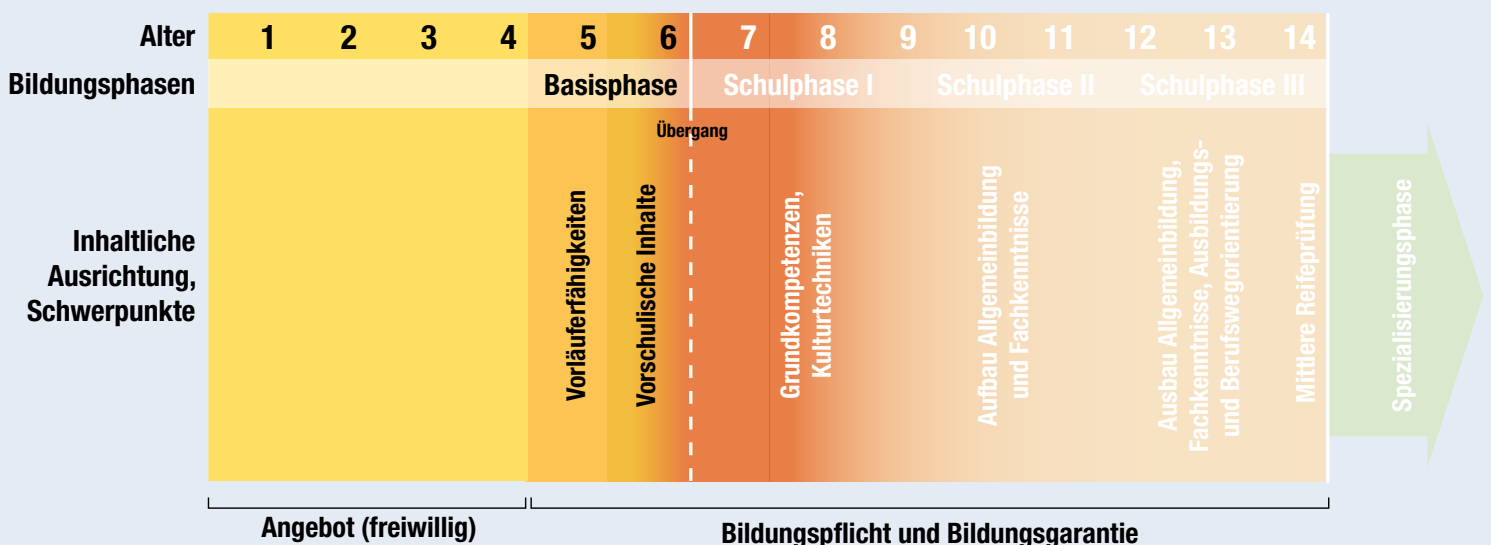 Alter 1 2 3 4 5 6 7 8 9 10 11 12 13 14
Bildungsphasen Basisphase Schulphase I Schulphase II Schulphase III
Übergang
Inhaltliche
Ausrichtung,
Schwerpunkte
Vorläuferfähigkeiten
Vorschulische Inhalte
Grundkompetenzen,
Kulturtechniken
Aufbau Allgemeinbildung
und Fachkenntnisse
Ausbau Allgemeinbildung,
Fachkenntnisse, Ausbildungs-
und Berufswegorientierung
Mittlere Reifeprüfung
Spezialisierungsphase
Angebot (freiwillig)
Bildungspflicht und Bildungsgarantie